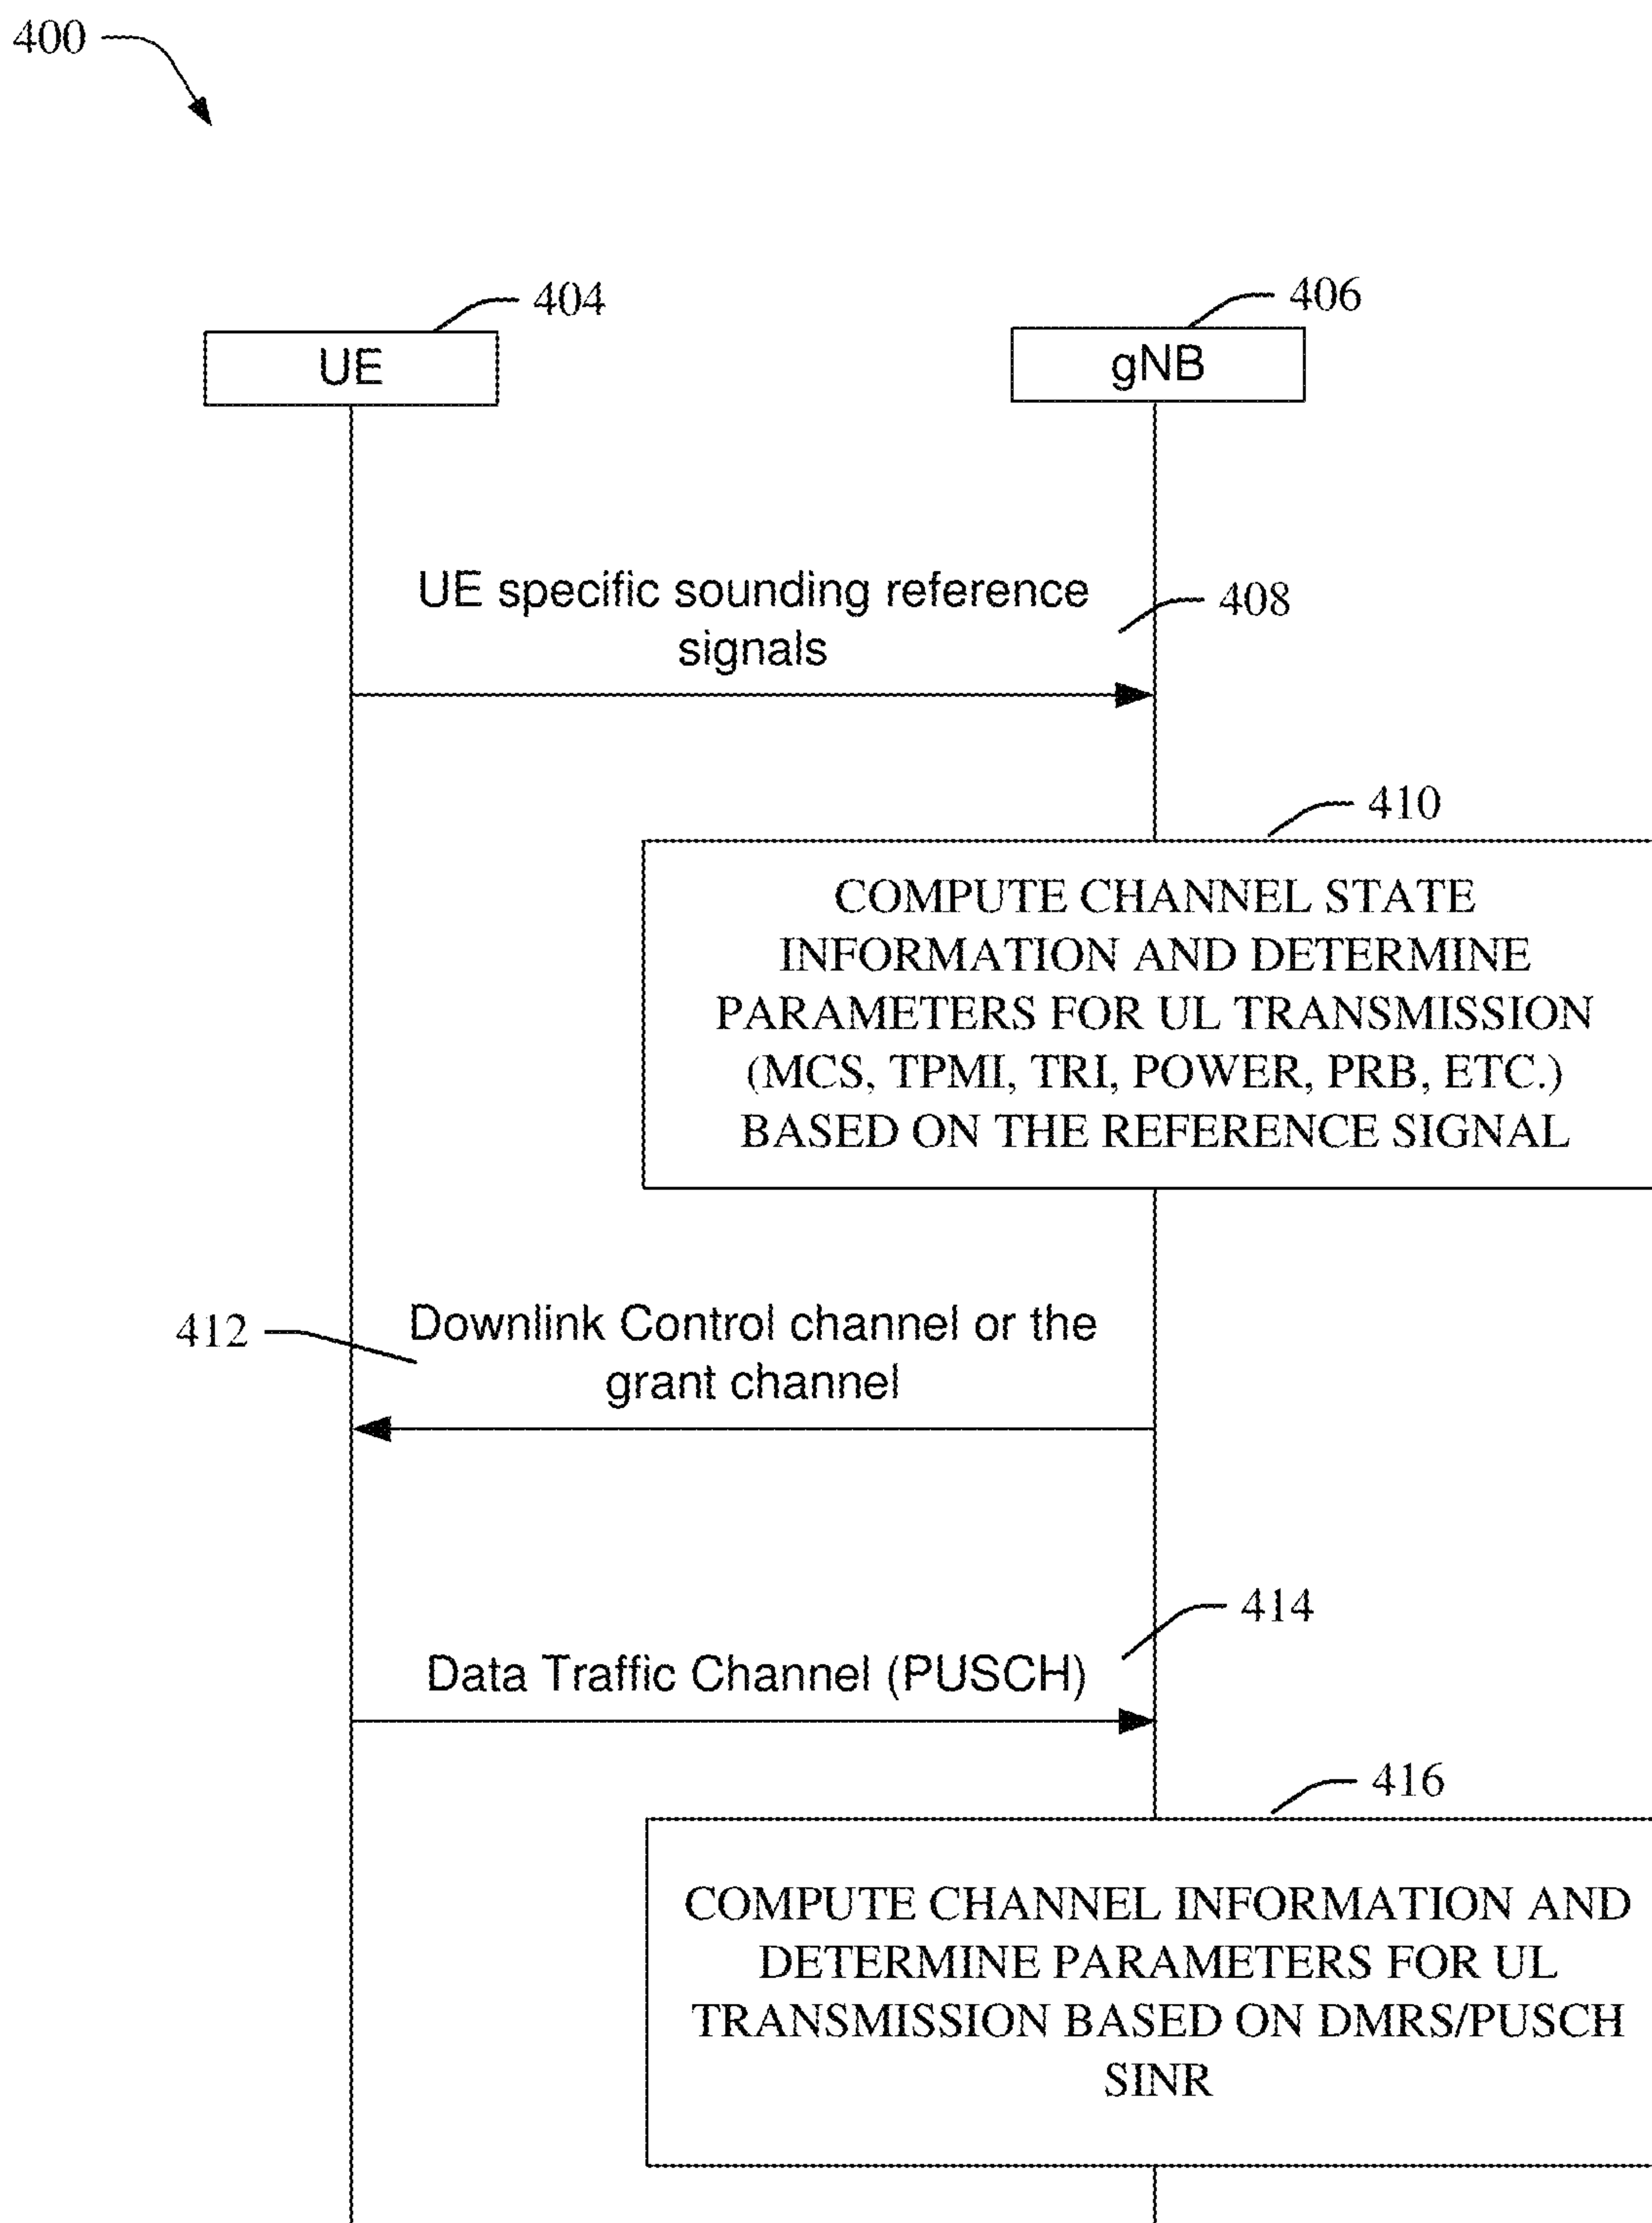 400
404
406
UE
gNB
UE specific sounding reference
signals
408
410
COMPUTE CHANNEL STATE
INFORMATION AND DETERMINE
PARAMETERS FOR UL TRANSMISSION
(MCS, TPMI, TRI, POWER, PRB, ETC.)
BASED ON THE REFERENCE SIGNAL
412
Downlink Control channel or the
grant channel
414
Data Traffic Channel (PUSCH)
416
COMPUTE CHANNEL INFORMATION AND
DETERMINE PARAMETERS FOR UL
TRANSMISSION BASED ON DMRS/PUSCH
SINR